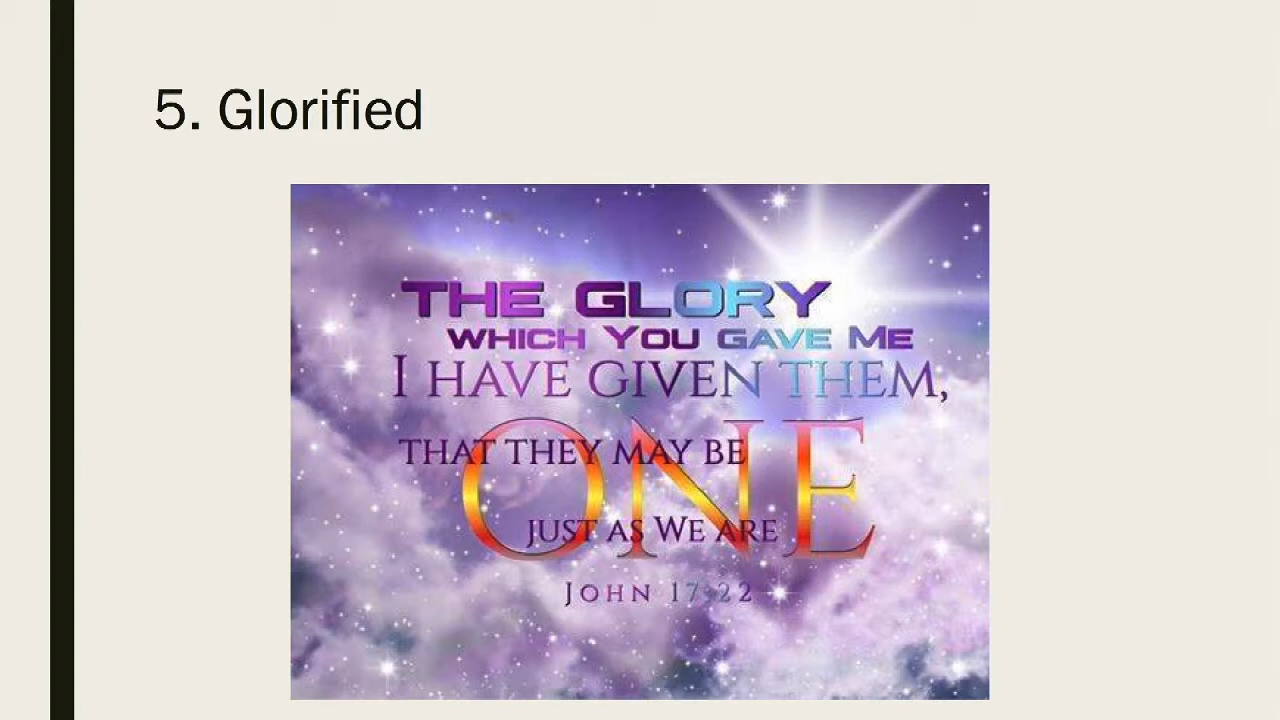 5. Glorified
THE GLORY
WHICH YOU GAVE ME
I HAVE GIVEN THEM,
THAT THEY MAY BE
ONE
JUST AS WE ARE
JOHN 17:22